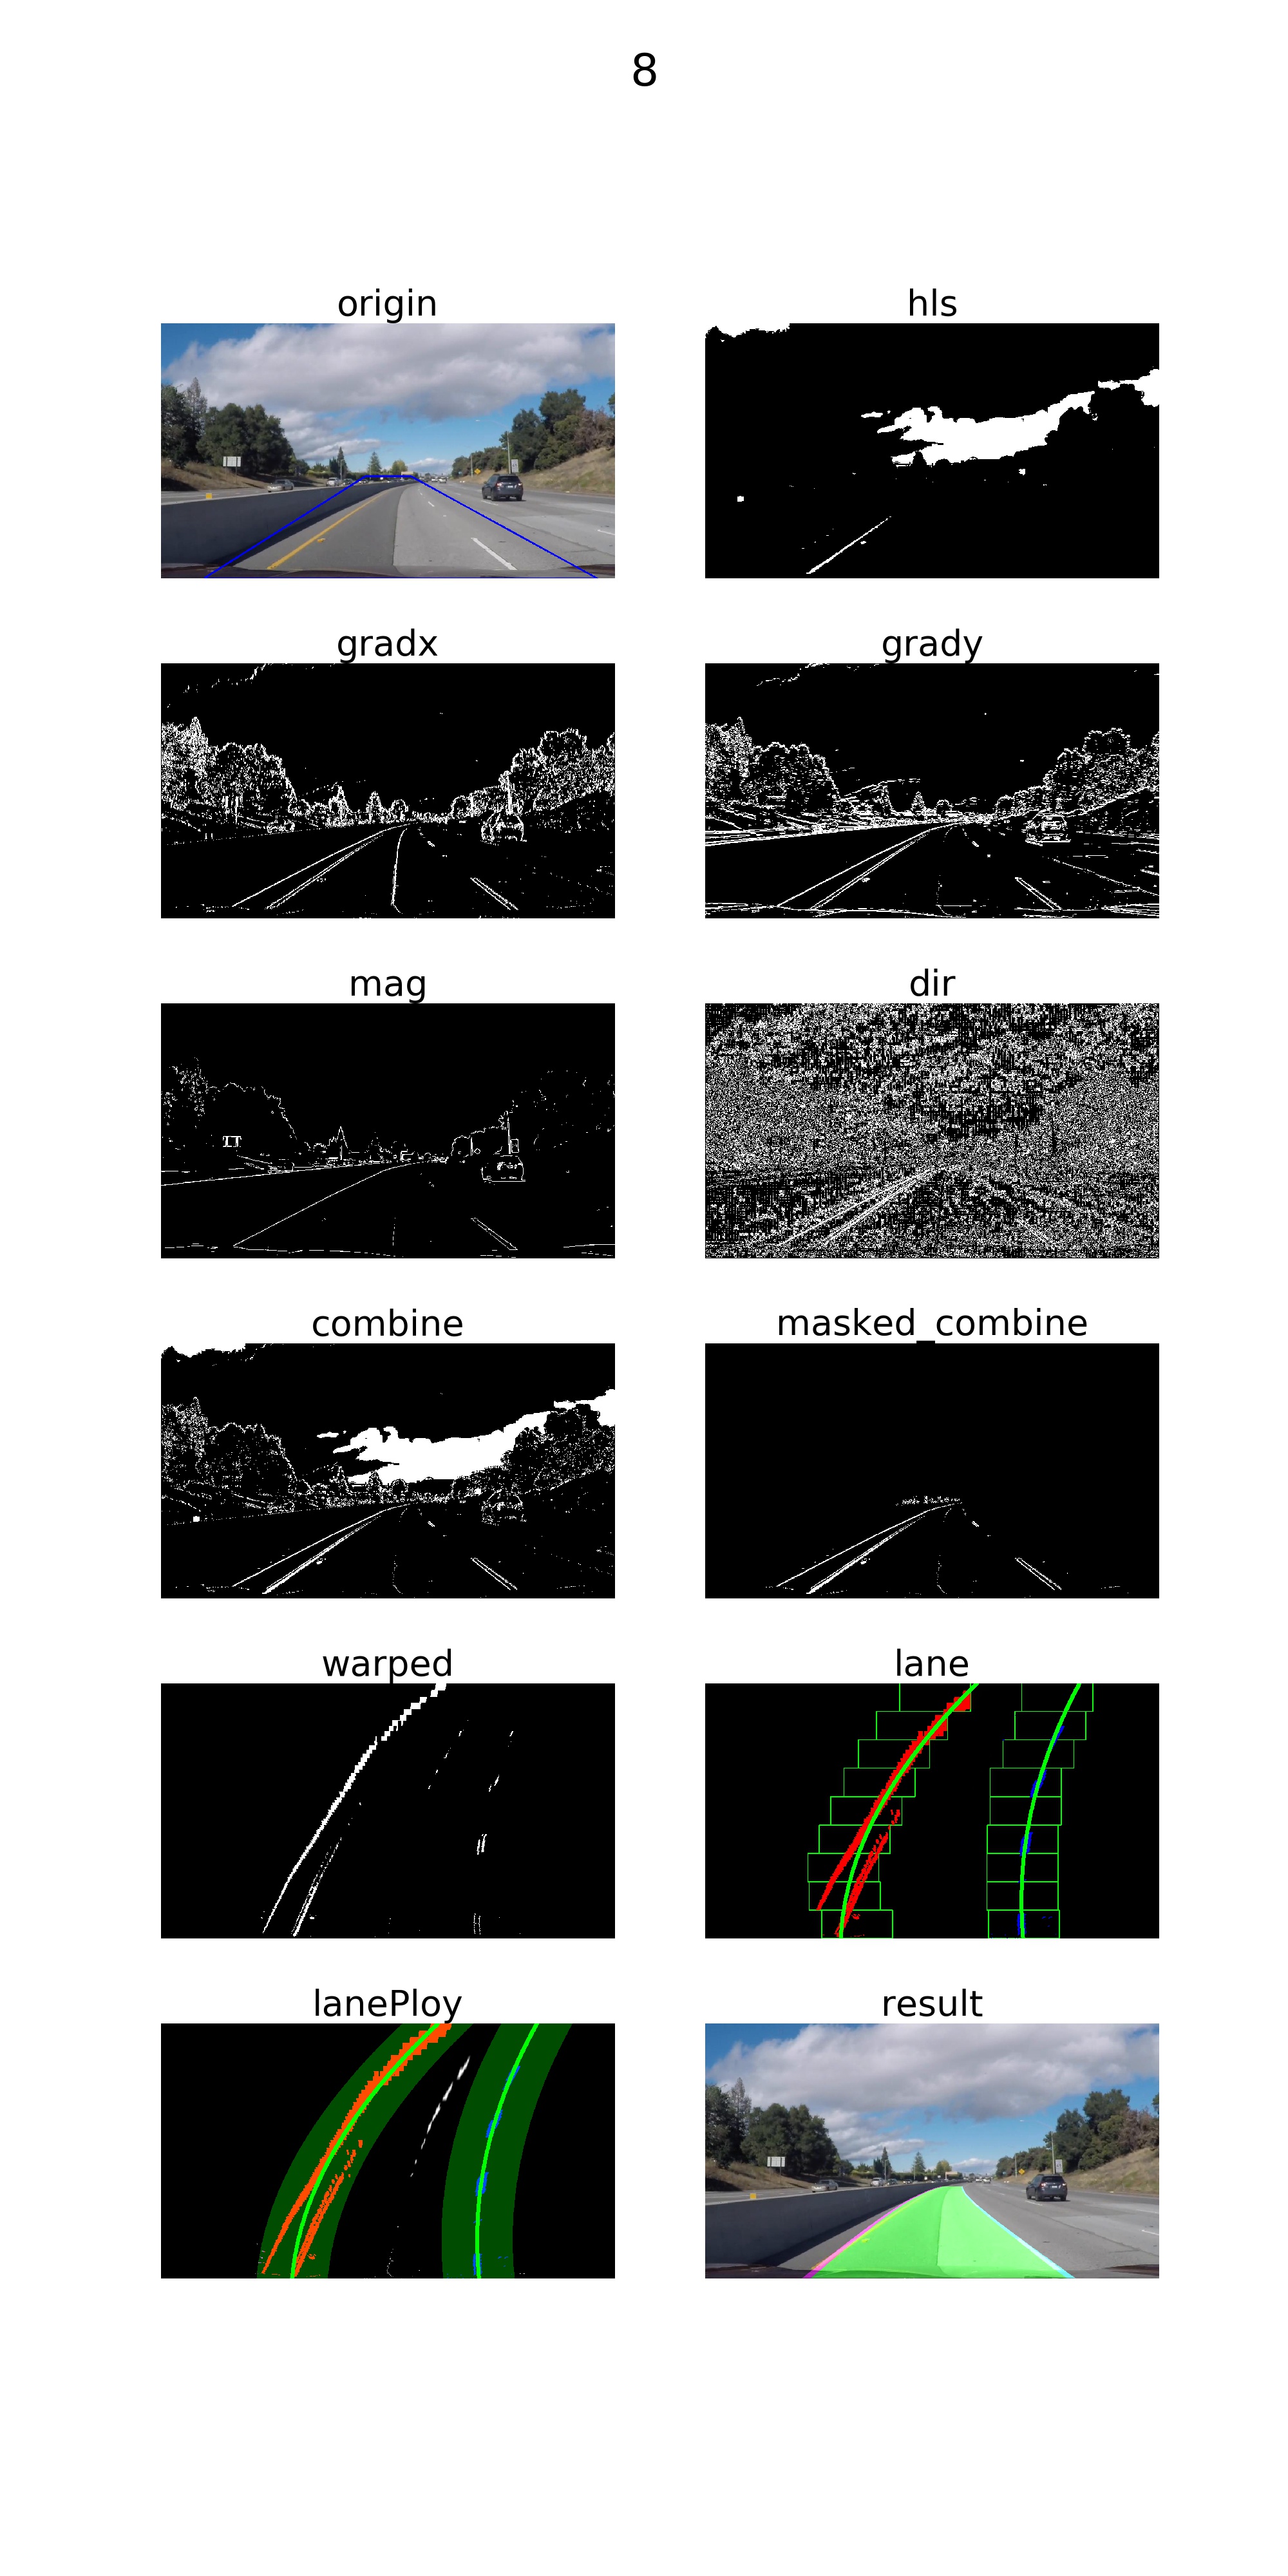 8
origin
hls
gradx
grady
mag
dir
combine
masked_combine
warped
lane
lanePloy
result